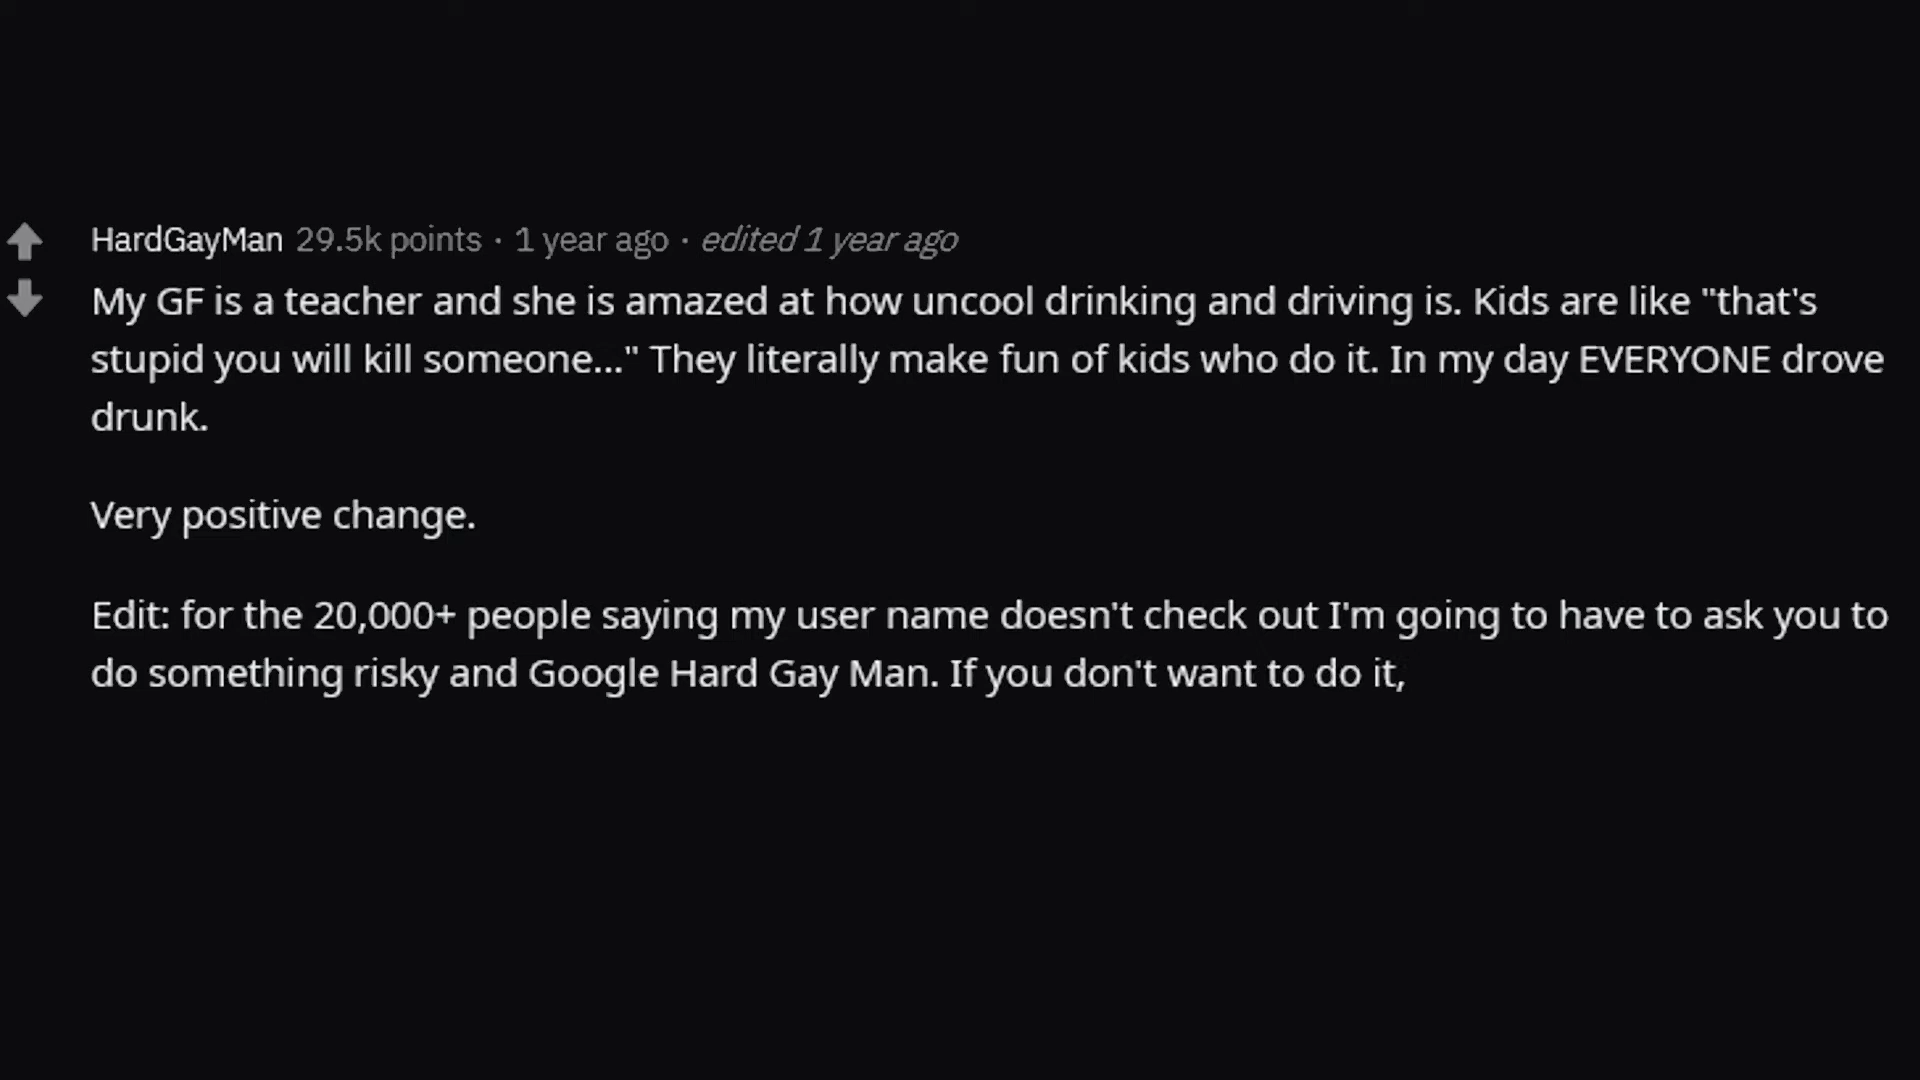 HardGayMan 29.5k points · 1 year ago · edited 1 year ago
My GF is a teacher and she is amazed at how uncool drinking and driving is. Kids are like "that's
stupid you will kill someone..." They literally make fun of kids who do it. In my day EVERYONE drove
drunk.
Very positive change.
Edit: for the 20,000+ people saying my user name doesn't check out I'm going to have to ask you to
do something risky and Google Hard Gay Man. If you don't want to do it,